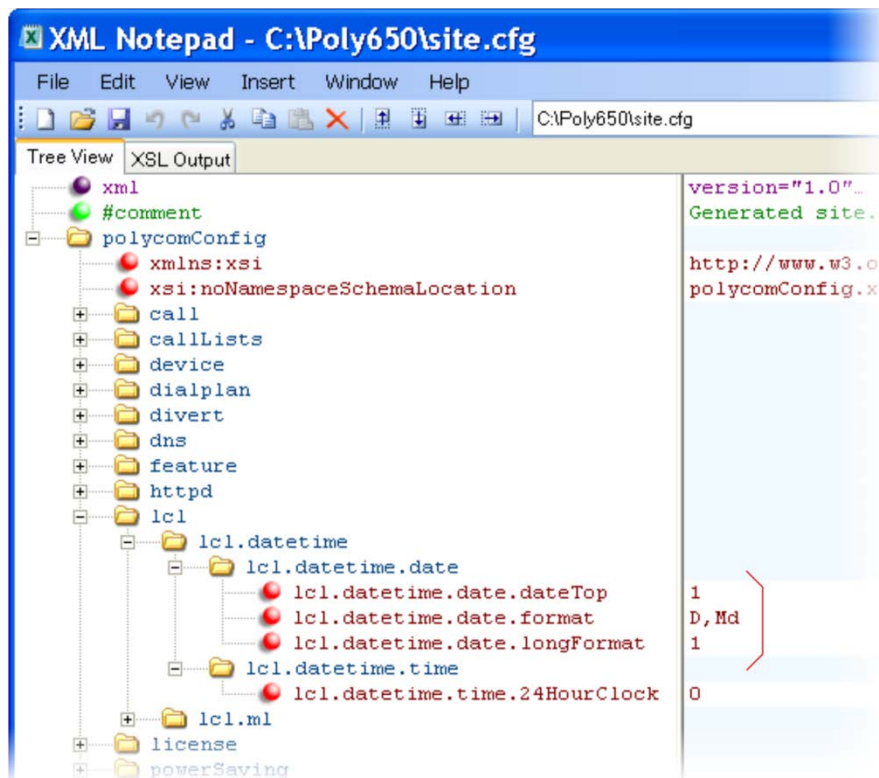 XML Notepad - C:\Poly650\site.cfg
File Edit View Insert Window Help
C:\Poly650\site.cfg
Tree View XSL Output
xml version="1.0"…
#comment Generated site.
polycomConfig
xmlns:xsi http://www.w3.o
xsi:noNamespaceSchemaLocation polycomConfig.x
call
callLists
device
dialplan
divert
dns
feature
httpd
lcl
lcl.datetime
lcl.datetime.date
lcl.datetime.date.dateTop 1
lcl.datetime.date.format D,Md
lcl.datetime.date.longFormat 1
lcl.datetime.time
lcl.datetime.time.24HourClock 0
lcl.ml
license
powerSaving